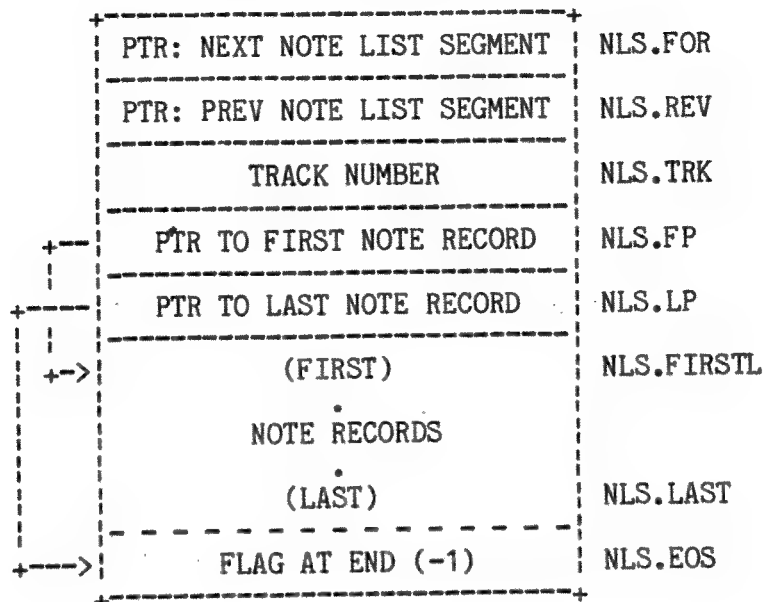 PTR: NEXT NOTE LIST SEGMENT NLS.FOR
PTR: PREV NOTE LIST SEGMENT NLS.REV
TRACK NUMBER NLS.TRK
PTR TO FIRST NOTE RECORD NLS.FP
PTR TO LAST NOTE RECORD NLS.LP
(FIRST) NLS.FIRSTL
NOTE RECORDS
(LAST) NLS.LAST
FLAG AT END (-1) NLS.EOS